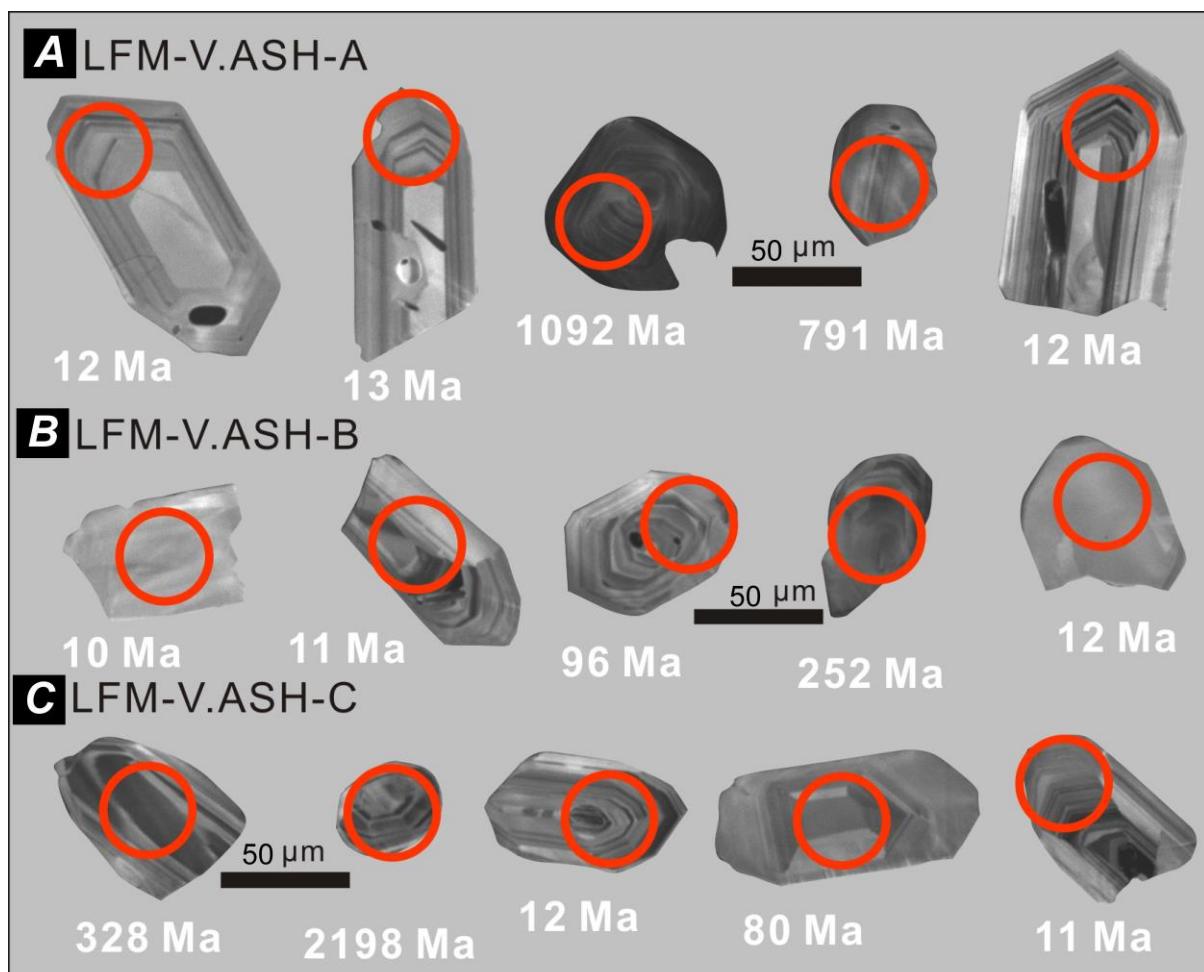 A LFM-V.ASH-A
50 µm
12 Ma
13 Ma
1092 Ma
791 Ma
12 Ma
B LFM-V.ASH-B
50 µm
10 Ma
11 Ma
96 Ma
252 Ma
12 Ma
C LFM-V.ASH-C
50 µm
328 Ma
2198 Ma
12 Ma
80 Ma
11 Ma